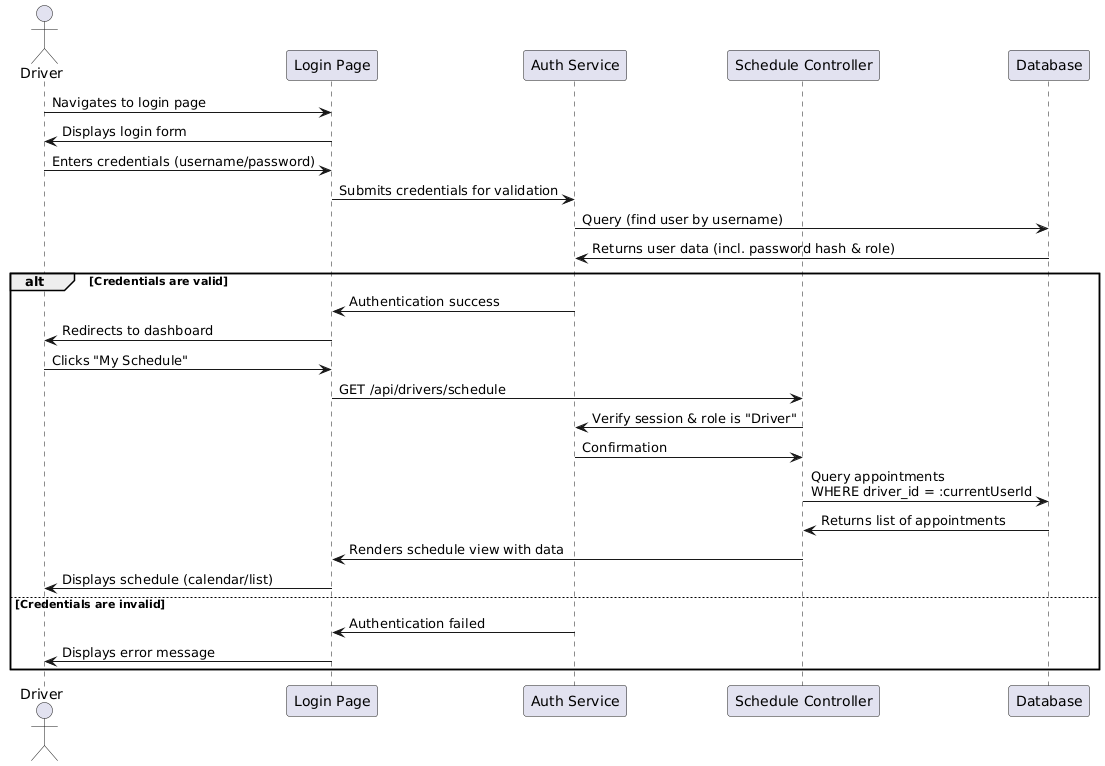 Driver
Login Page
Auth Service
Schedule Controller
Database
Navigates to login page
Displays login form
Enters credentials (username/password)
Submits credentials for validation
Query (find user by username)
Returns user data (incl. password hash & role)
alt
[Credentials are valid]
Authentication success
Redirects to dashboard
Clicks "My Schedule"
GET /api/drivers/schedule
Verify session & role is "Driver"
Confirmation
Query appointments
WHERE driver_id = :currentUserId
Returns list of appointments
Renders schedule view with data
Displays schedule (calendar/list)
[Credentials are invalid]
Authentication failed
Displays error message
Driver
Login Page
Auth Service
Schedule Controller
Database